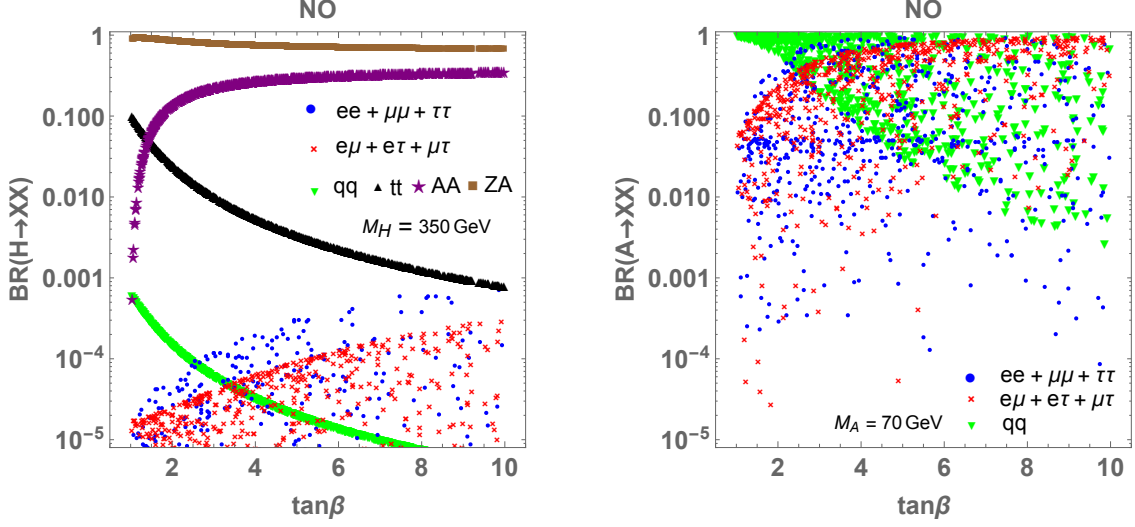 NO
BR(H→XX)
1
0.100
0.010
0.001
10⁻⁴
10⁻⁵
ee + μμ + ττ
eμ + eτ + μτ
qq tt AA ZA
M_H = 350 GeV
2 4 6 8 10
tanβ
NO
BR(A→XX)
1
0.100
0.010
0.001
10⁻⁴
10⁻⁵
ee + μμ + ττ
eμ + eτ + μτ
qq
M_A = 70 GeV
2 4 6 8 10
tanβ